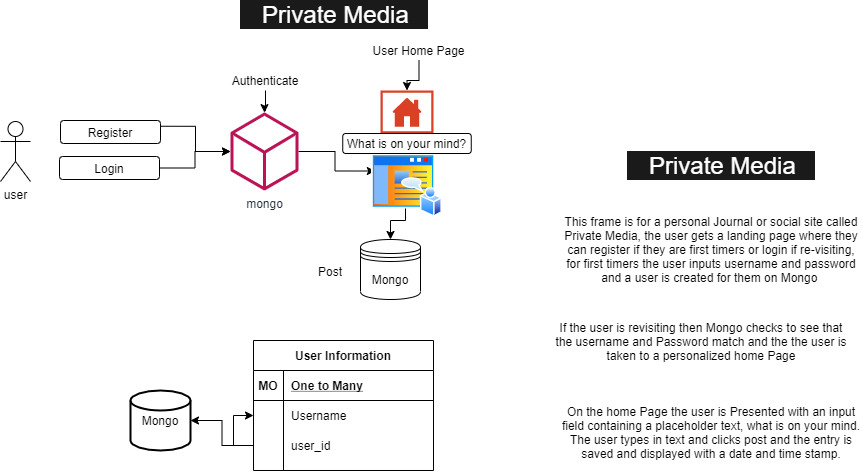 Private Media
User Home Page
Authenticate
Register
Login
user
What is on your mind?
mongo
Post
Mongo
User Information
MO One to Many
Username
user_id
Mongo
Private Media
This frame is for a personal Journal or social site called
Private Media, the user gets a landing page where they
can register if they are first timers or login if re-visiting,
for first timers the user inputs username and password
and a user is created for them on Mongo
If the user is revisiting then Mongo checks to see that
the username and Password match and the the user is
taken to a personalized home Page
On the home Page the user is Presented with an input
field containing a placeholder text, what is on your mind.
The user types in text and clicks post and the entry is
saved and displayed with a date and time stamp.